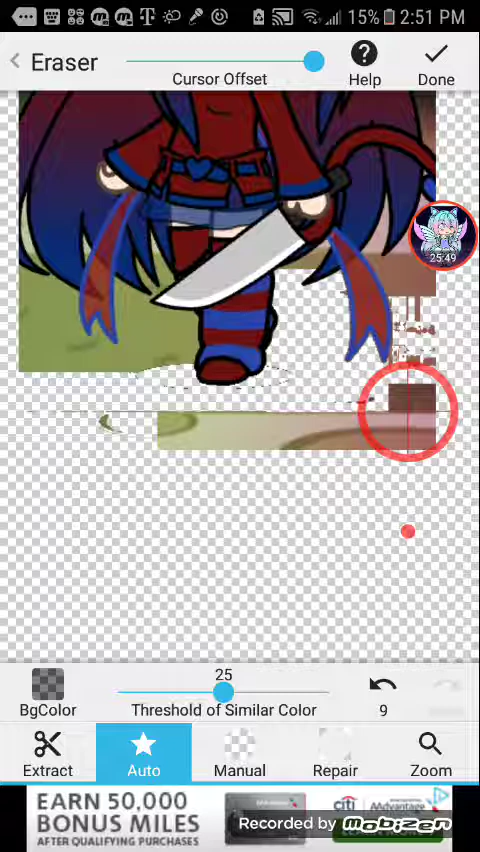 15% 2:51 PM
Eraser
Cursor Offset
Help
Done
25:49
25
BgColor
Threshold of Similar Color
9
Extract
Auto
Manual
Repair
Zoom
EARN 50,000
BONUS MILES
AFTER QUALIFYING PURCHASES
citi
AAdvantage
Recorded by Mobizen